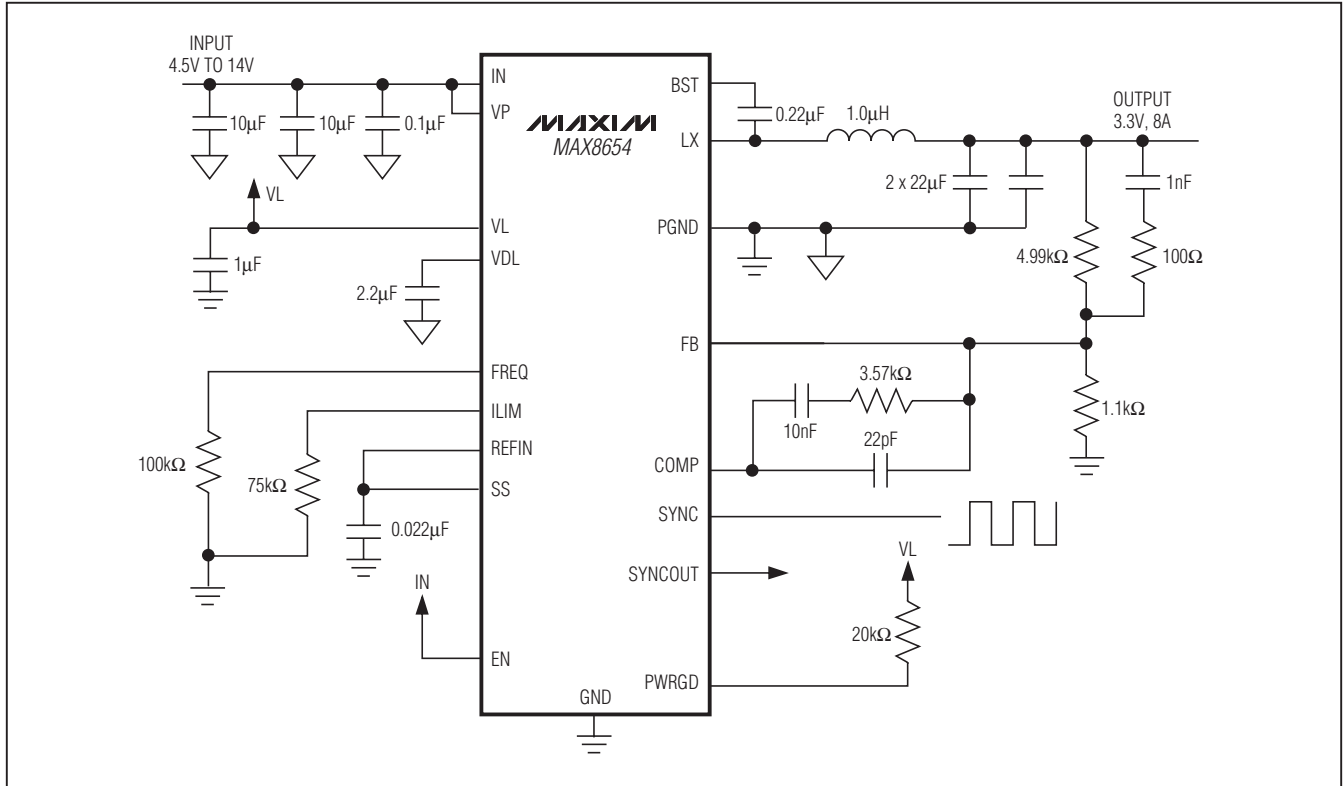 INPUT
4.5V TO 14V
10µF
10µF
0.1µF
IN
VP
MAXIM
MAX8654
BST
LX
0.22µF
1.0µH
OUTPUT
3.3V, 8A
2 x 22µF
1nF
4.99kΩ
100Ω
VL
VL
1µF
VDL
2.2µF
PGND
FB
FREQ
ILIM
REFIN
SS
100kΩ
75kΩ
0.022µF
3.57kΩ
10nF
22pF
1.1kΩ
COMP
SYNC
SYNCOUT
VL
20kΩ
IN
EN
PWRGD
GND